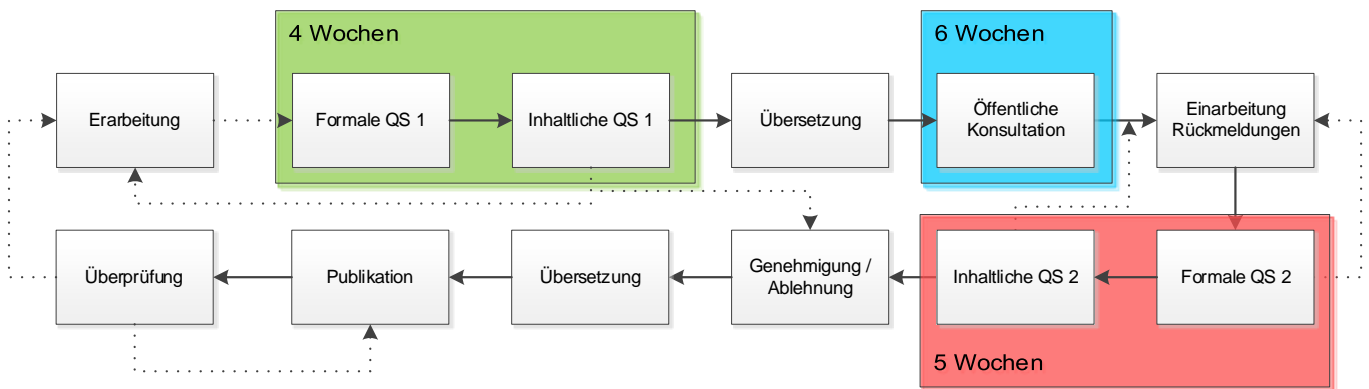 4 Wochen
6 Wochen
Erarbeitung
Formale QS 1
Inhaltliche QS 1
Übersetzung
Öffentliche
Konsultation
Einarbeitung
Rückmeldungen
Überprüfung
Publikation
Übersetzung
Genehmigung /
Ablehnung
Inhaltliche QS 2
Formale QS 2
5 Wochen